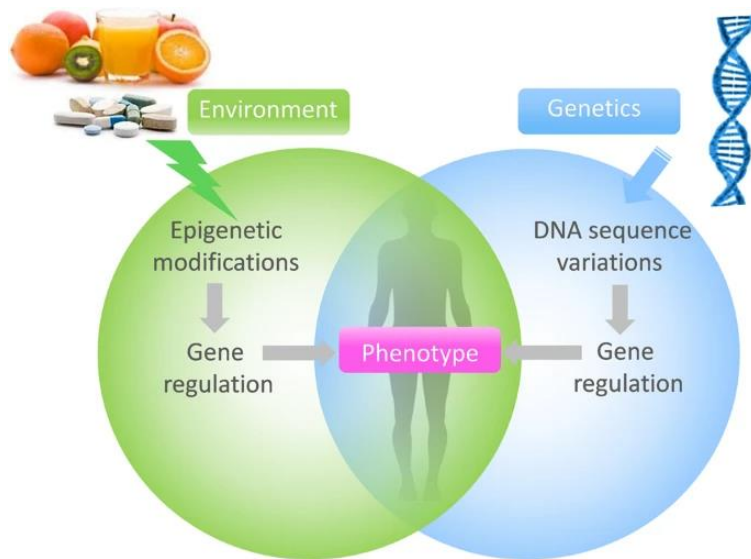 Environment
Genetics
Epigenetic
modifications
DNA sequence
variations
Gene
regulation
Phenotype
Gene
regulation